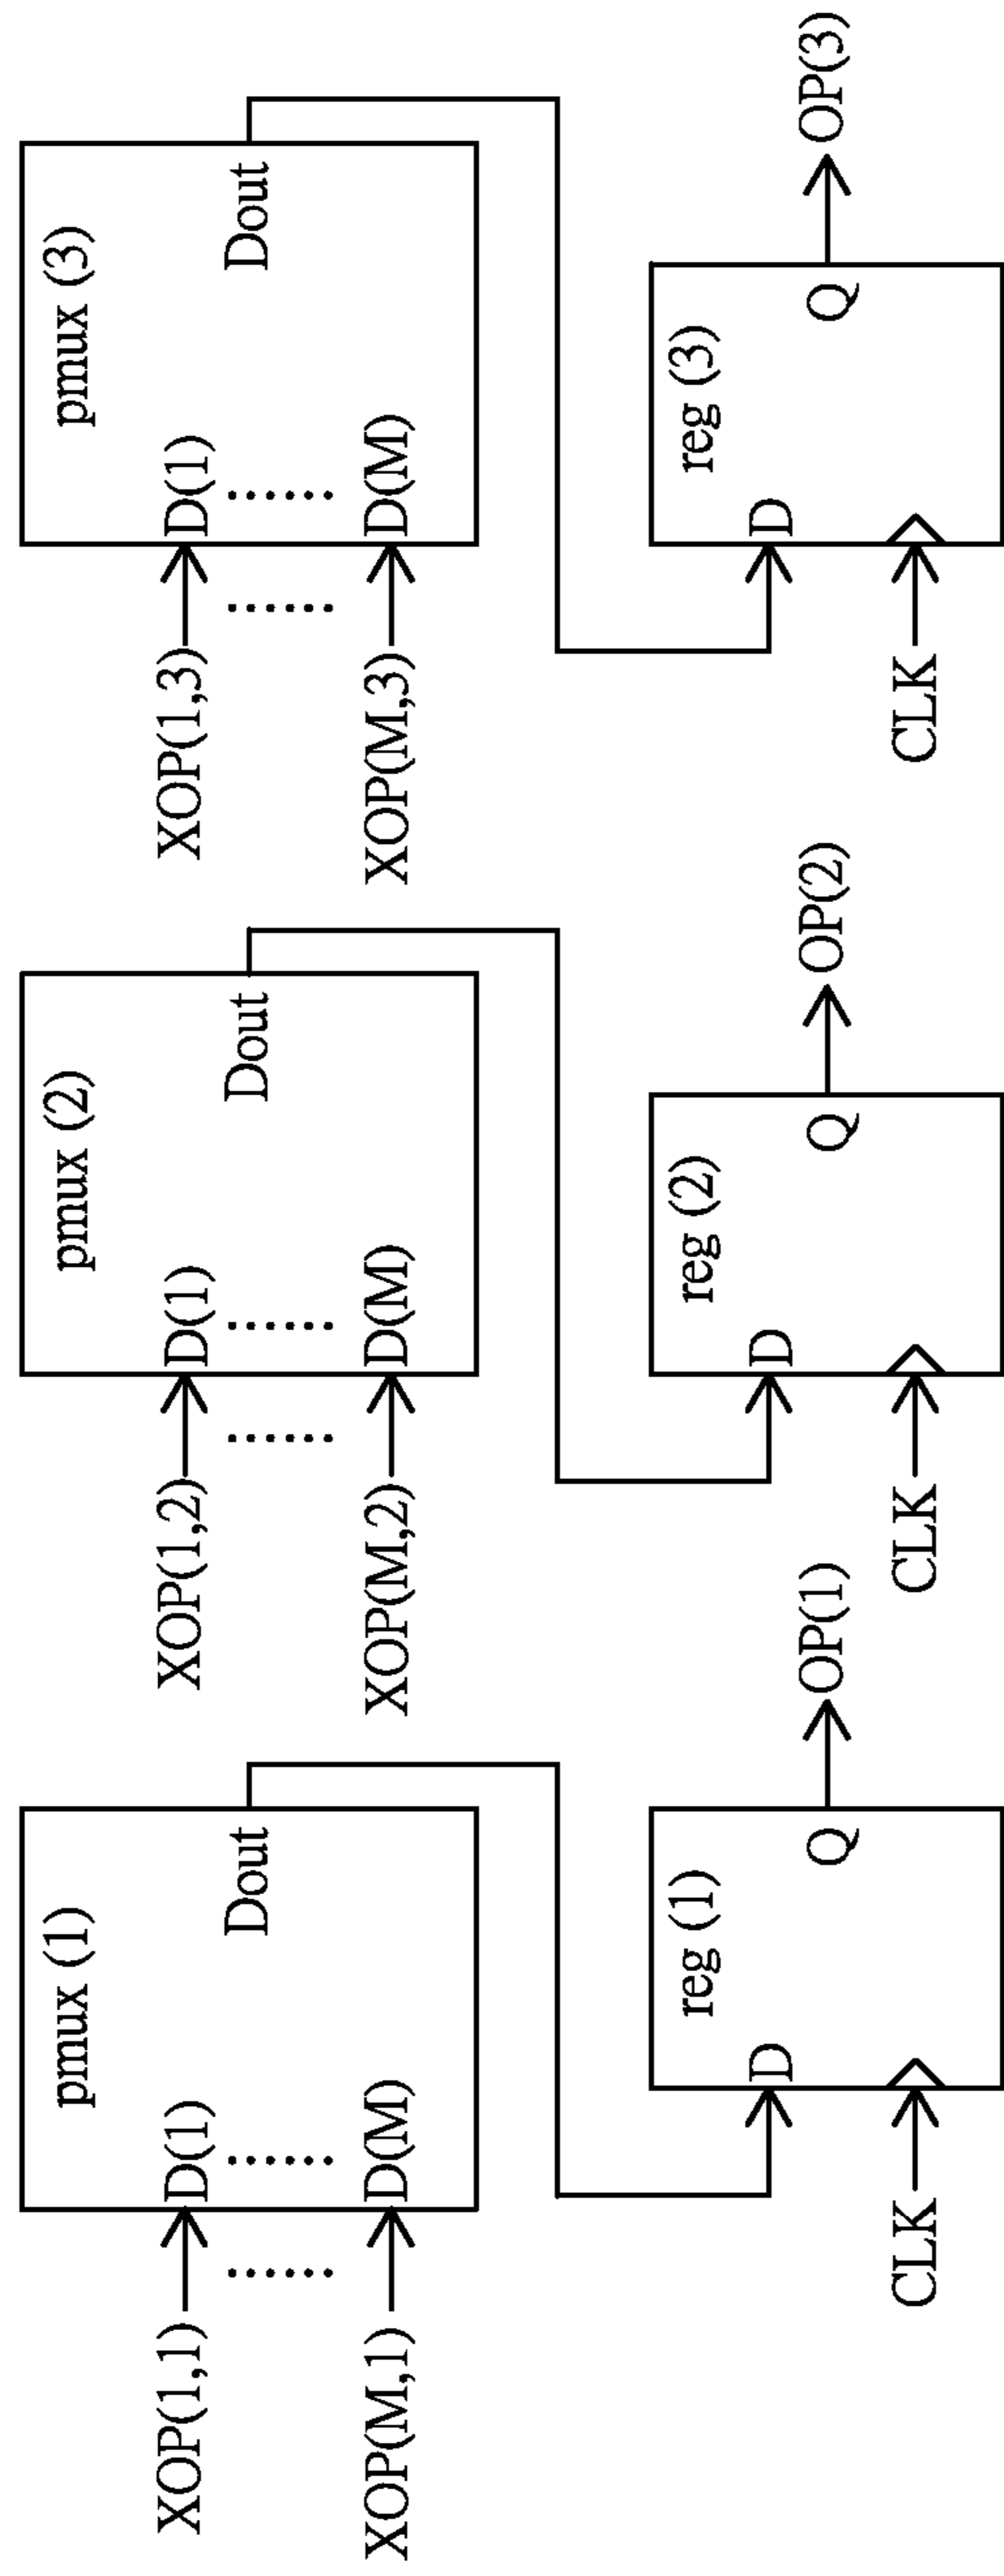 pmux (1)
XOP(1,1)
D(1)
......
......
XOP(M,1)
D(M)
Dout
reg (1)
D
Q
OP(1)
CLK
pmux (2)
XOP(1,2)
D(1)
......
......
XOP(M,2)
D(M)
Dout
reg (2)
D
Q
OP(2)
CLK
pmux (3)
XOP(1,3)
D(1)
......
......
XOP(M,3)
D(M)
Dout
reg (3)
D
Q
OP(3)
CLK